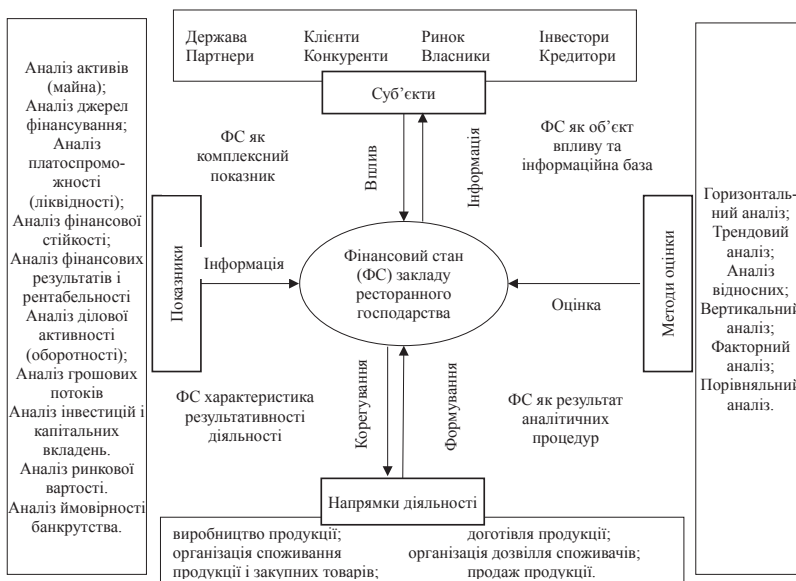 Держава Клієнти Ринок Інвестори
Партнери Конкуренти Власники Кредитори
Суб’єкти
Аналіз активів
(майна);
Аналіз джерел
фінансування;
Аналіз
платоспромо-
жності
(ліквідності);
Аналіз фінансової
стійкості;
Аналіз фінансових
результатів і
рентабельності
Аналіз ділової
активності
(оборотності);
Аналіз грошових
потоків
Аналіз інвестицій і
капітальних
вкладень.
Аналіз ринкової
вартості.
Аналіз ймовірності
банкрутства.
Показники
ФС як
комплексний
показник
Вплив
Інформація
ФС як об’єкт
впливу та
інформаційна база
Інформація
Фінансовий стан
(ФС) закладу
ресторанного
господарства
Оцінка
Методи оцінки
Горизонталь-
ний аналіз;
Трендовий
аналіз;
Аналіз
відносних;
Вертикальний
аналіз;
Факторний
аналіз;
Порівняльний
аналіз.
ФС характеристика
результативності
діяльності
Корегування
Формування
ФС як результат
аналітичних
процедур
Напрямки діяльності
виробництво продукції;
організація споживання
продукції і закупних товарів;
доготівля продукції;
організація дозвілля споживачів;
продаж продукції.